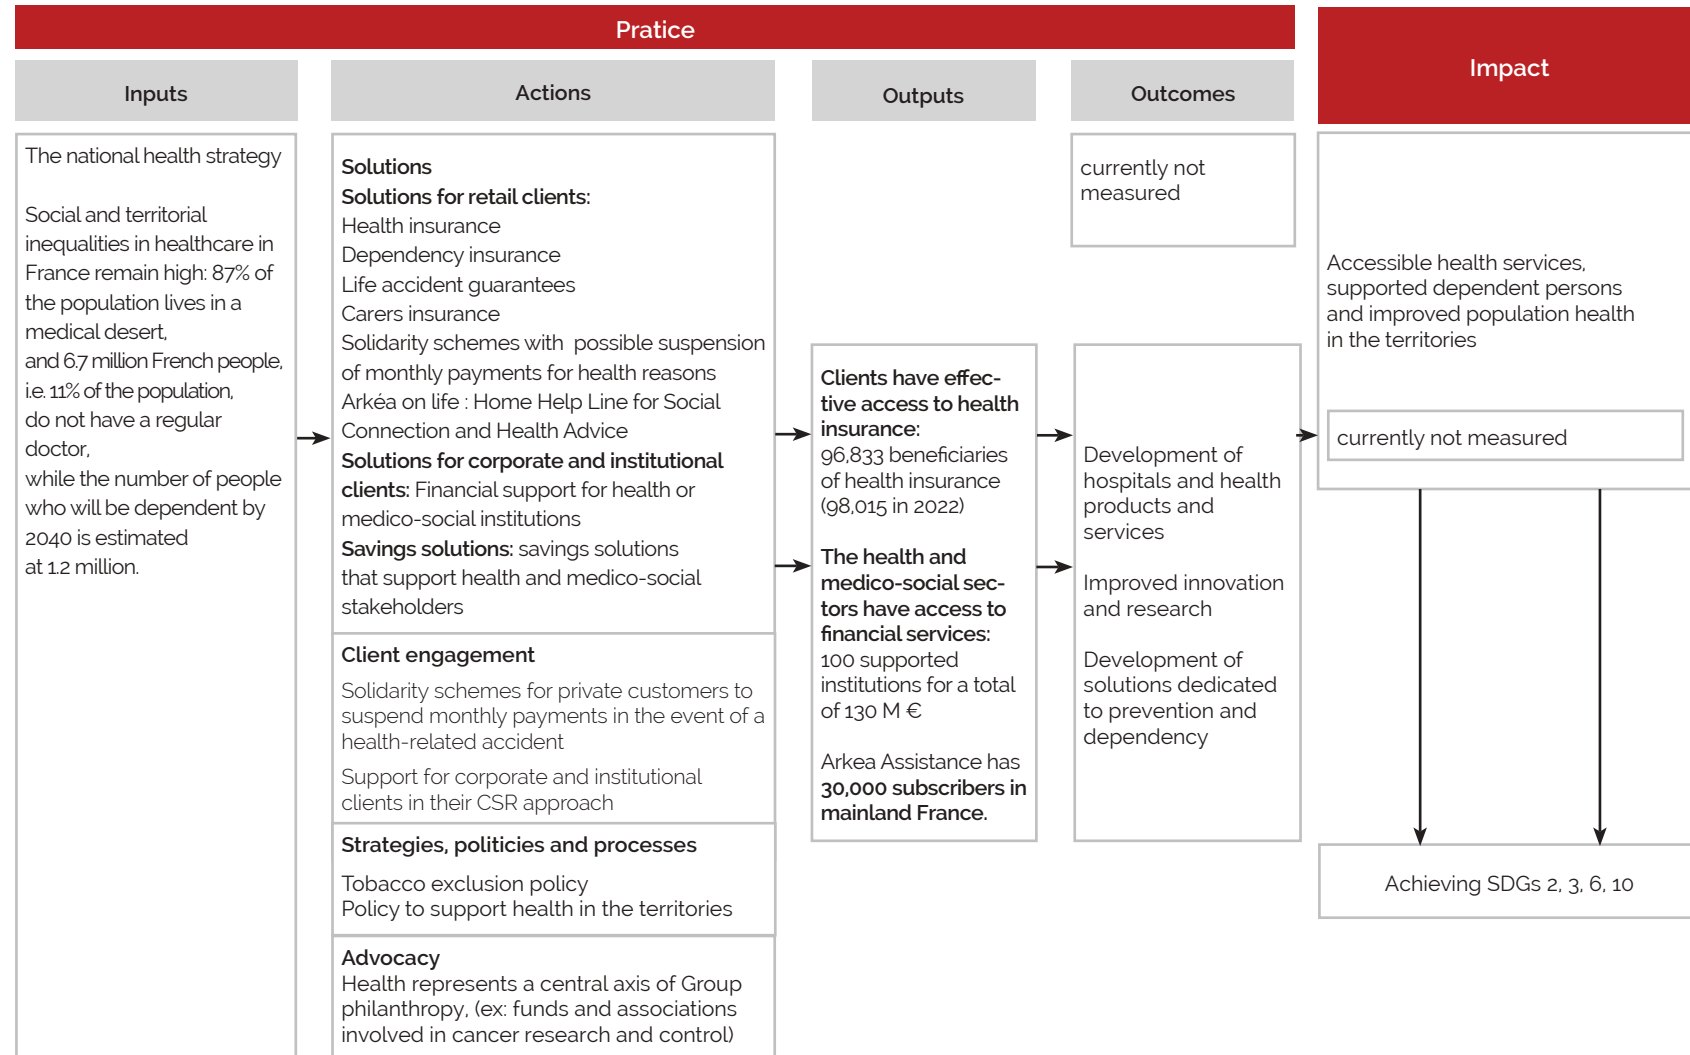 Pratice
Impact
Inputs
Actions
Outputs
Outcomes
The national health strategy
Social and territorial
inequalities in healthcare in
France remain high: 87% of
the population lives in a
medical desert,
and 6.7 million French people,
i.e. 11% of the population,
do not have a regular
doctor,
while the number of people
who will be dependent by
2040 is estimated
at 1.2 million.
Solutions
Solutions for retail clients:
Health insurance
Dependency insurance
Life accident guarantees
Carers insurance
Solidarity schemes with possible suspension
of monthly payments for health reasons
Arkéa on life : Home Help Line for Social
Connection and Health Advice
Solutions for corporate and institutional
clients: Financial support for health or
medico-social institutions
Savings solutions: savings solutions
that support health and medico-social
stakeholders
Client engagement
Solidarity schemes for private customers to
suspend monthly payments in the event of a
health-related accident
Support for corporate and institutional
clients in their CSR approach
Strategies, politicies and processes
Tobacco exclusion policy
Policy to support health in the territories
Advocacy
Health represents a central axis of Group
philanthropy, (ex: funds and associations
involved in cancer research and control)
Clients have effec-
tive access to health
insurance:
96,833 beneficiaries
of health insurance
(98,015 in 2022)
The health and
medico-social sec-
tors have access to
financial services:
100 supported
institutions for a total
of 130 M €
Arkea Assistance has
30,000 subscribers in
mainland France.
currently not
measured
Development of
hospitals and health
products and
services
Improved innovation
and research
Development of
solutions dedicated
to prevention and
dependency
Accessible health services,
supported dependent persons
and improved population health
in the territories
currently not measured
Achieving SDGs 2, 3, 6, 10